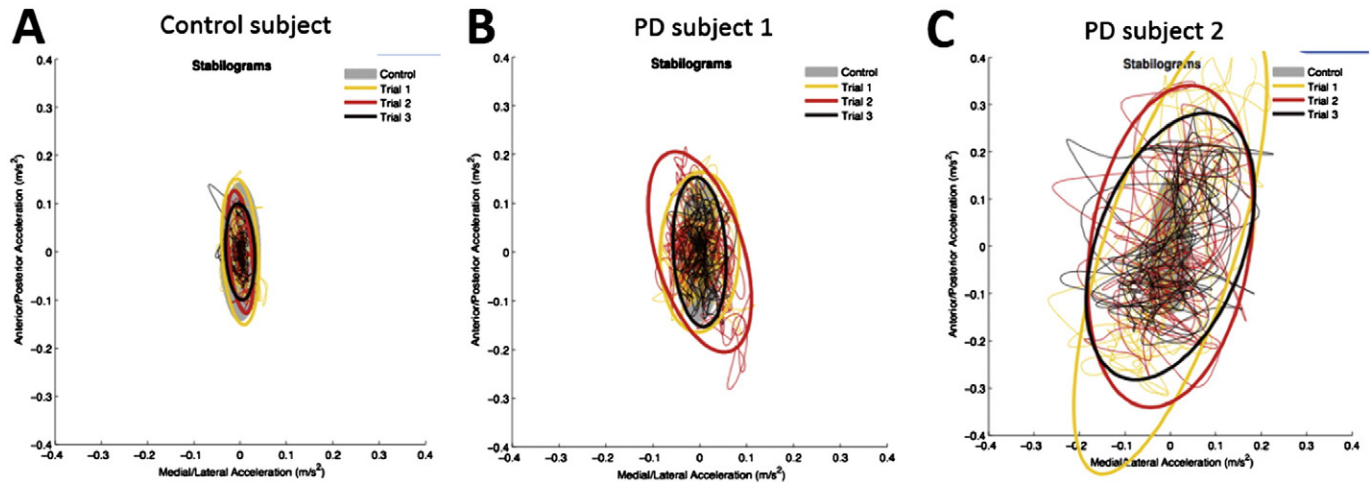 A Control subject
Stabilograms
Control
Trial 1
Trial 2
Trial 3
0.4
0.3
0.2
0.1
0
−0.1
−0.2
−0.3
−0.4
Anterior/Posterior Acceleration (m/s²)
−0.4 −0.3 −0.2 −0.1 0 0.1 0.2 0.3 0.4
Medial/Lateral Acceleration (m/s²)
B PD subject 1
Stabilograms
Control
Trial 1
Trial 2
Trial 3
0.4
0.3
0.2
0.1
0
−0.1
−0.2
−0.3
−0.4
Anterior/Posterior Acceleration (m/s²)
−0.4 −0.3 −0.2 −0.1 0 0.1 0.2 0.3 0.4
Medial/Lateral Acceleration (m/s²)
C PD subject 2
Stabilograms
Control
Trial 1
Trial 2
Trial 3
0.4
0.3
0.2
0.1
0
−0.1
−0.2
−0.3
−0.4
Anterior/Posterior Acceleration (m/s²)
−0.4 −0.3 −0.2 −0.1 0 0.1 0.2 0.3 0.4
Medial/Lateral Acceleration (m/s²)